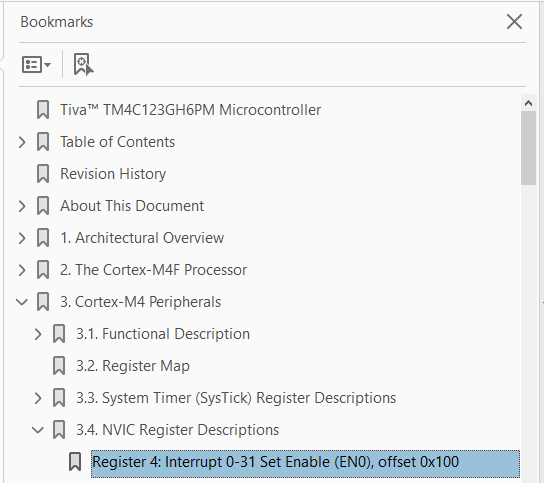 Bookmarks
Tiva™ TM4C123GH6PM Microcontroller
Table of Contents
Revision History
About This Document
1. Architectural Overview
2. The Cortex-M4F Processor
3. Cortex-M4 Peripherals
3.1. Functional Description
3.2. Register Map
3.3. System Timer (SysTick) Register Descriptions
3.4. NVIC Register Descriptions
Register 4: Interrupt 0-31 Set Enable (EN0), offset 0x100